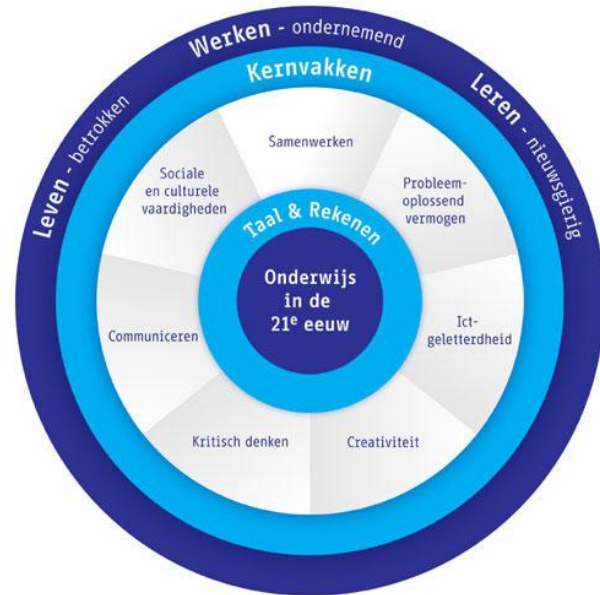 Werken - ondernemend
Leven - betrokken
Leren - nieuwsgierig
Kernvakken
Samenwerken
Probleem-
oplossend
vermogen
Ict-
geletterdheid
Creativiteit
Kritisch denken
Communiceren
Sociale
en culturele
vaardigheden
Taal & Rekenen
Onderwijs
in de
21e eeuw